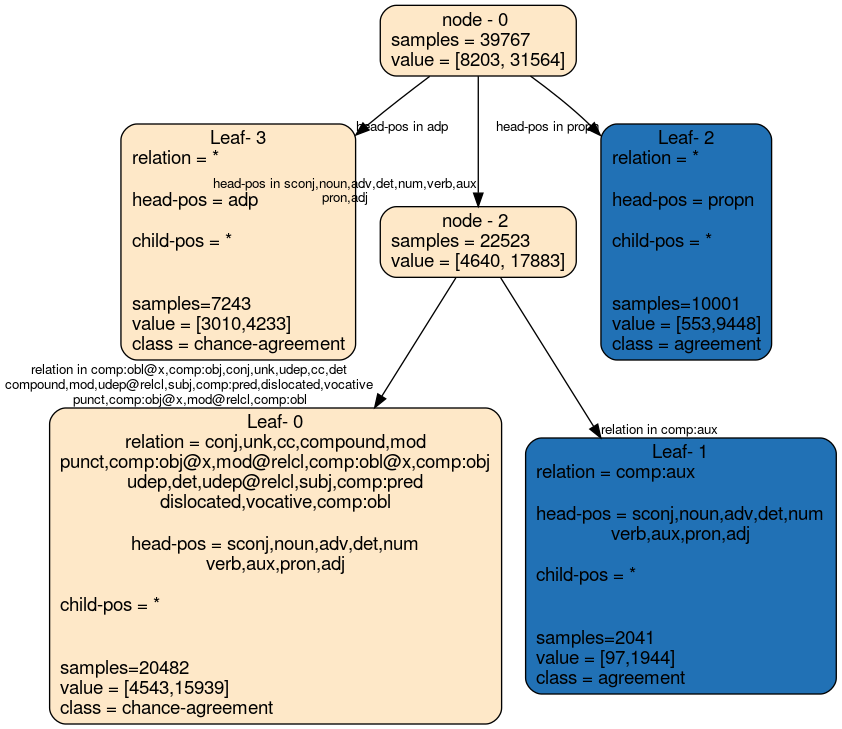 node - 0
samples = 39767
value = [8203, 31564]
head-pos in adp
head-pos in propn
Leaf- 3
relation = *
head-pos = adp
child-pos = *
samples=7243
value = [3010,4233]
class = chance-agreement
head-pos in sconj,noun,adv,det,num,verb,aux
pron,adj
Leaf- 2
relation = *
head-pos = propn
child-pos = *
samples=10001
value = [553,9448]
class = agreement
node - 2
samples = 22523
value = [4640, 17883]
relation in comp:obl@x,comp:obj,conj,unk,udep,cc,det
compound,mod,udep@relcl,subj,comp:pred,dislocated,vocative
punct,comp:obj@x,mod@relcl,comp:obl
relation in comp:aux
Leaf- 0
relation = conj,unk,cc,compound,mod
punct,comp:obj@x,mod@relcl,comp:obl@x,comp:obj
udep,det,udep@relcl,subj,comp:pred
dislocated,vocative,comp:obl
head-pos = sconj,noun,adv,det,num
verb,aux,pron,adj
child-pos = *
samples=20482
value = [4543,15939]
class = chance-agreement
Leaf- 1
relation = comp:aux
head-pos = sconj,noun,adv,det,num
verb,aux,pron,adj
child-pos = *
samples=2041
value = [97,1944]
class = agreement